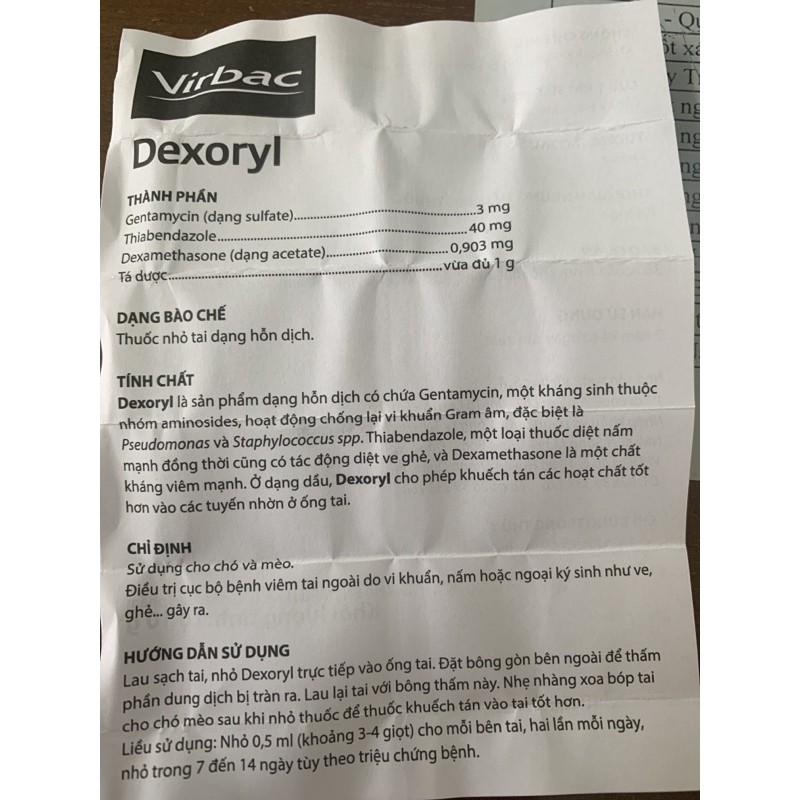 Virbac
Dexoryl
THÀNH PHẦN
Gentamycin (dạng sulfate)..........3 mg
Thiabendazole..........40 mg
Dexamethasone (dạng acetate)..........0,903 mg
Tá dược..........vừa đủ 1 g
DẠNG BÀO CHẾ
Thuốc nhỏ tai dạng hỗn dịch.
TÍNH CHẤT
Dexoryl là sản phẩm dạng hỗn dịch có chứa Gentamycin, một kháng sinh thuộc
nhóm aminosides, hoạt động chống lại vi khuẩn Gram âm, đặc biệt là
Pseudomonas và Staphylococcus spp. Thiabendazole, một loại thuốc diệt nấm
mạnh đồng thời cũng có tác động diệt ve ghẻ, và Dexamethasone là một chất
kháng viêm mạnh. Ở dạng dầu, Dexoryl cho phép khuếch tán các hoạt chất tốt
hơn vào các tuyến nhờn ở ống tai.
CHỈ ĐỊNH
Sử dụng cho chó và mèo.
Điều trị cục bộ bệnh viêm tai ngoài do vi khuẩn, nấm hoặc ngoại ký sinh như ve,
ghẻ... gây ra.
HƯỚNG DẪN SỬ DỤNG
Lau sạch tai, nhỏ Dexoryl trực tiếp vào ống tai. Đặt bông gòn bên ngoài để thấm
phần dung dịch bị tràn ra. Lau lại tai với bông thấm này. Nhẹ nhàng xoa bóp tai
cho chó mèo sau khi nhỏ thuốc để thuốc khuếch tán vào tai tốt hơn.
Liều sử dụng: Nhỏ 0,5 ml (khoảng 3-4 giọt) cho mỗi bên tai, hai lần mỗi ngày,
nhỏ trong 7 đến 14 ngày tùy theo triệu chứng bệnh.